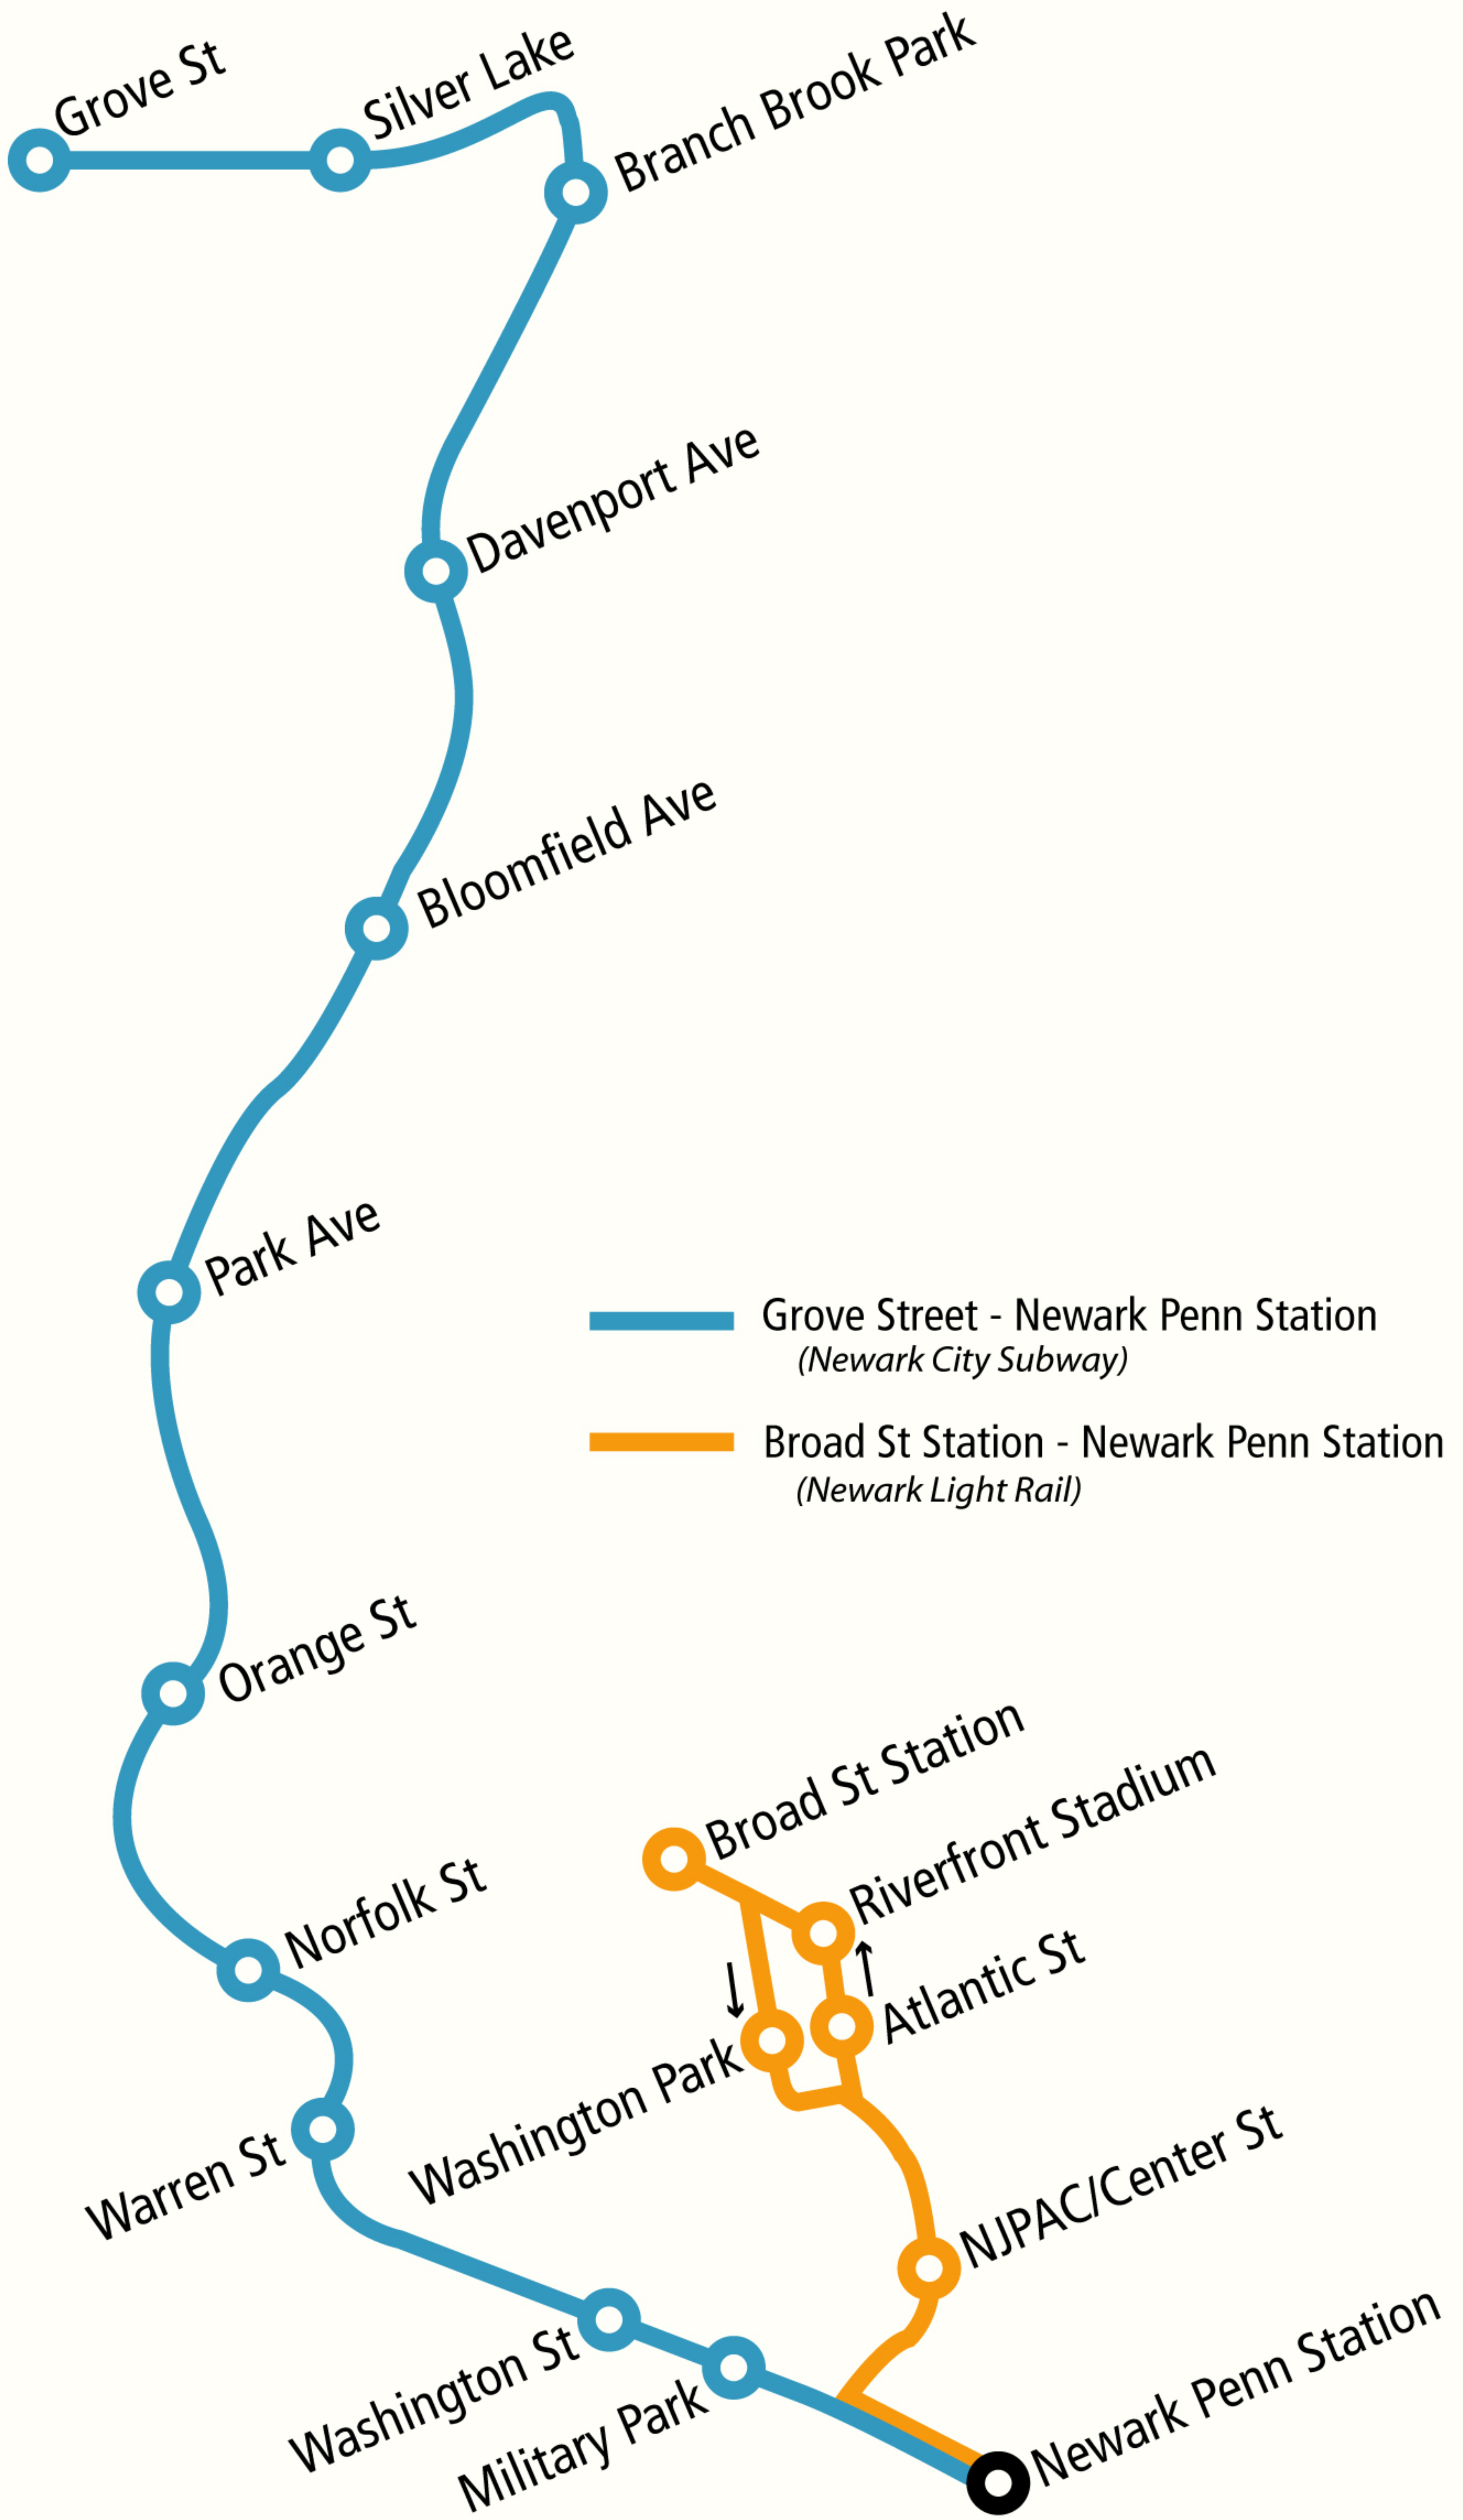 Grove St
Silver Lake
Branch Brook Park
Davenport Ave
Bloomfield Ave
Park Ave
Grove Street - Newark Penn Station
(Newark City Subway)
Broad St Station - Newark Penn Station
(Newark Light Rail)
Orange St
Broad St Station
Riverfront Stadium
Norfolk St
Atlantic St
Washington Park
Warren St
NJPAC/Center St
Washington St
Military Park
Newark Penn Station